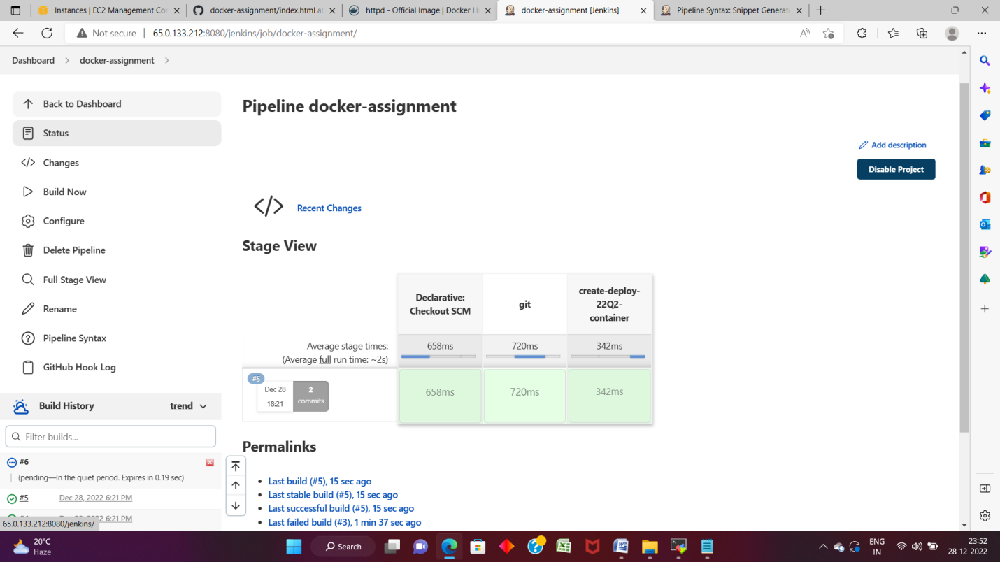 Instances | EC2 Management Co
docker-assignment/index.html a
httpd - Official Image | Docker H
docker-assignment [Jenkins]
Pipeline Syntax: Snippet Generat
Not secure
65.0.133.212:8080/jenkins/job/docker-assignment/
Dashboard
docker-assignment
Back to Dashboard
Status
Changes
Build Now
Configure
Delete Pipeline
Full Stage View
Rename
Pipeline Syntax
GitHub Hook Log
Build History
trend
Filter builds...
#6
(pending—In the quiet period. Expires in 0.19 sec)
#5 Dec 28, 2022 6:21 PM
2022 6:21 PM
65.0.133.212:8080/jenkins/
Pipeline docker-assignment
Add description
Disable Project
Recent Changes
Stage View
Declarative:
Checkout SCM
git
create-deploy-
22Q2-
container
Average stage times:
(Average full run time: ~2s)
658ms
720ms
342ms
#5
Dec 28
18:21
2
commits
658ms
720ms
342ms
Permalinks
Last build (#5), 15 sec ago
Last stable build (#5), 15 sec ago
Last successful build (#5), 15 sec ago
Last failed build (#3), 1 min 37 sec ago
20°C
Haze
Search
ENG
IN
23:52
28-12-2022